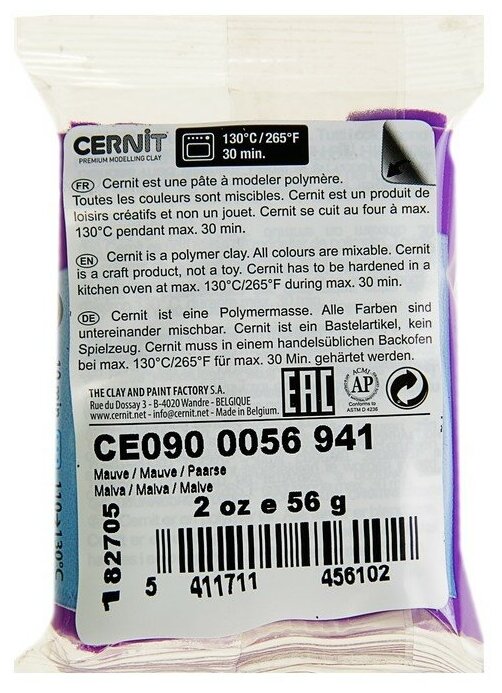 CERNiT
PREMIUM MODELLING CLAY
130°C/265°F
30 min.
FR Cernit est une pâte à modeler polymère.
Toutes les couleurs sont miscibles. Cernit est un produit de
loisirs créatifs et non un jouet. Cernit se cuit au four à max.
130°C pendant max. 30 min.
EN Cernit is a polymer clay. All colours are mixable. Cernit
is a craft product, not a toy. Cernit has to be hardened in a
kitchen oven at max. 130°C/265°F during max. 30 min.
DE Cernit ist eine Polymermasse. Alle Farben sind
untereinander mischbar. Cernit ist ein Bastelartikel, kein
Spielzeug. Cernit muss in einem handelsüblichen Backofen
bei max. 130°C/265°F für max. 30 Min. gehärtet werden.
THE CLAY AND PAINT FACTORY S.A.
Rue du Dossay 3 - B-4020 Wandre - BELGIQUE
www.cernit.net - info@cernit.net - Made in Belgium.
EAC
ACMI
AP
Conforms to
ASTM D 4236
CE090 0056 941
Mauve / Mauve / Paarse
Malva / Malva / Malve
2 oz e 56 g
182705
5 411711 456102
110>130°C